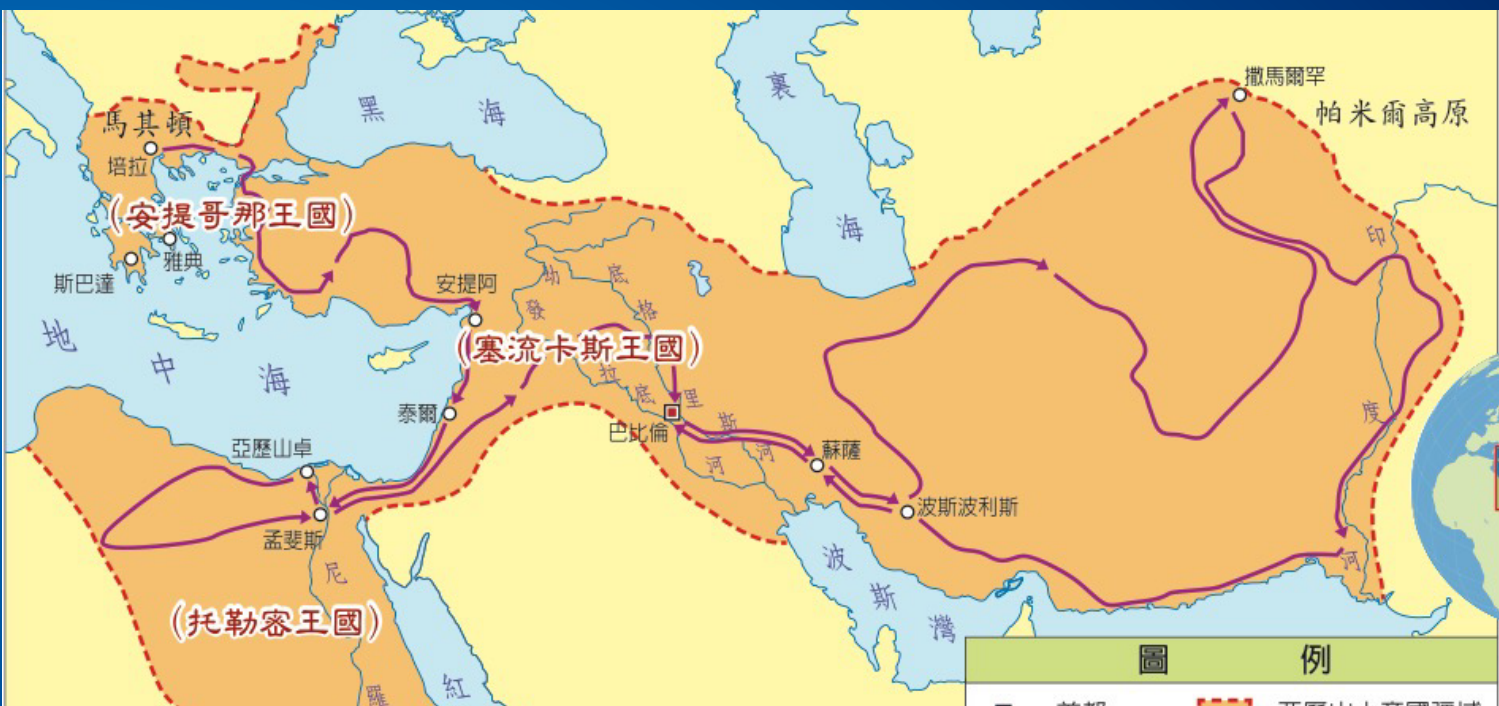 撒馬爾罕
帕米爾高原
黑海
裏海
馬其頓
培拉
(安提哥那王國)
雅典
斯巴達
安提阿
地中海
幼發拉底河
底格里斯河
(塞流卡斯王國)
印度河
泰爾
巴比倫
蘇薩
波斯波利斯
亞歷山卓
孟斐斯
尼羅
(托勒密王國)
波斯灣
紅
圖例
首都
亞歷山大帝國疆域